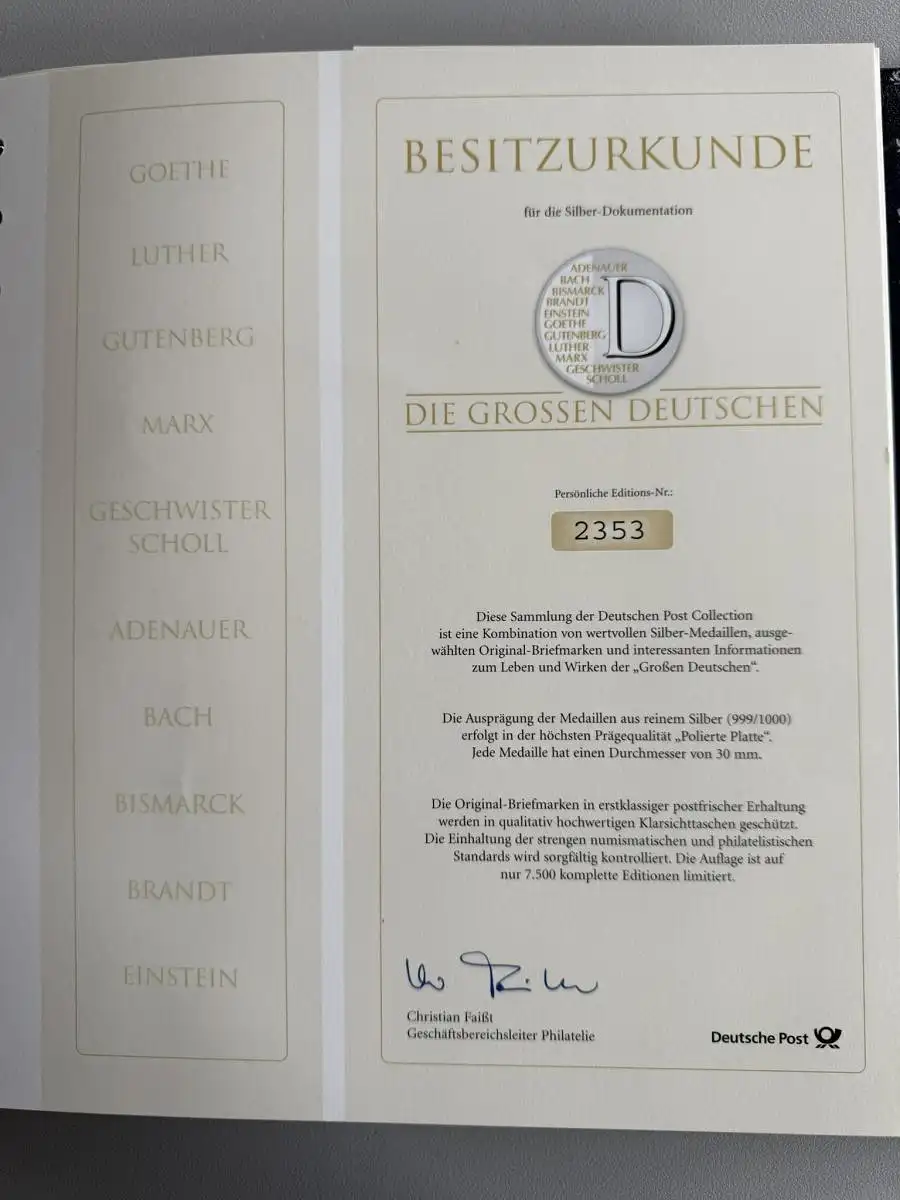 GOETHE
LUTHER
GUTENBERG
MARX
GESCHWISTER
SCHOLL
ADENAUER
BACH
BISMARCK
BRANDT
EINSTEIN
BESITZURKUNDE
für die Silber-Dokumentation
ADENAUER
BACH
BISMARCK
BRANDT
EINSTEIN
GOETHE
GUTENBERG
LUTHER
MARX
GESCHWISTER
SCHOLL
D
DIE GROSSEN DEUTSCHEN
Persönliche Editions-Nr.:
2353
Diese Sammlung der Deutschen Post Collection
ist eine Kombination von wertvollen Silber-Medaillen, ausge-
wählten Original-Briefmarken und interessanten Informationen
zum Leben und Wirken der „Großen Deutschen“.
Die Ausprägung der Medaillen aus reinem Silber (999/1000)
erfolgt in der höchsten Prägequalität „Polierte Platte“.
Jede Medaille hat einen Durchmesser von 30 mm.
Die Original-Briefmarken in erstklassiger postfrischer Erhaltung
werden in qualitativ hochwertigen Klarsichttaschen geschützt.
Die Einhaltung der strengen numismatischen und philatelistischen
Standards wird sorgfältig kontrolliert. Die Auflage ist auf
nur 7.500 komplette Editionen limitiert.
Christian Faißt
Geschäftsbereichsleiter Philatelie
Deutsche Post